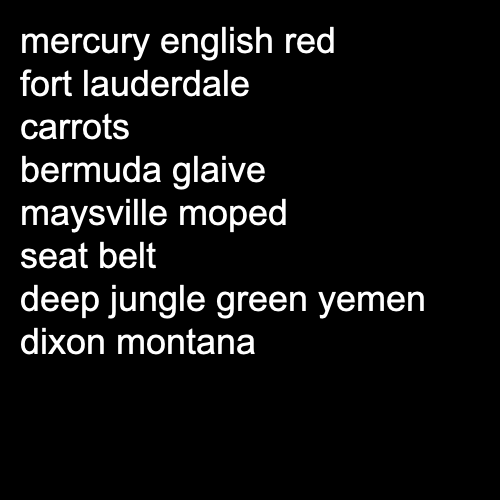 mercury english red
fort lauderdale
carrots
bermuda glaive
maysville moped
seat belt
deep jungle green yemen
dixon montana